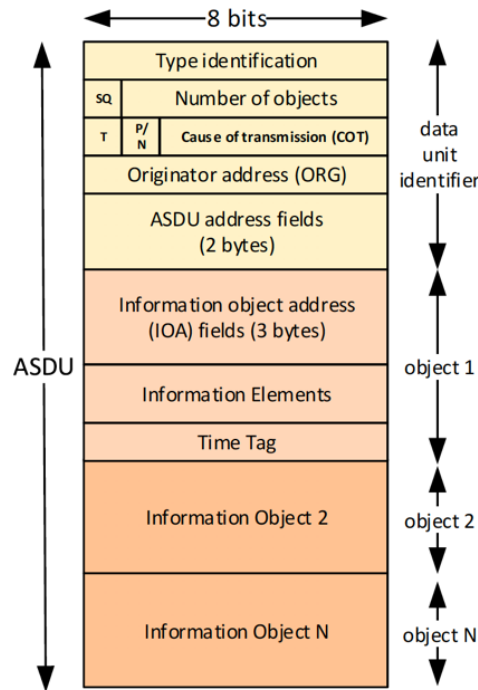 8 bits
Type identification
SQ Number of objects
T P/ N Cause of transmission (COT)
Originator address (ORG)
ASDU address fields
(2 bytes)
data
unit
identifier
Information object address
(IOA) fields (3 bytes)
ASDU
object 1
Information Elements
Time Tag
Information Object 2
object 2
Information Object N
object N